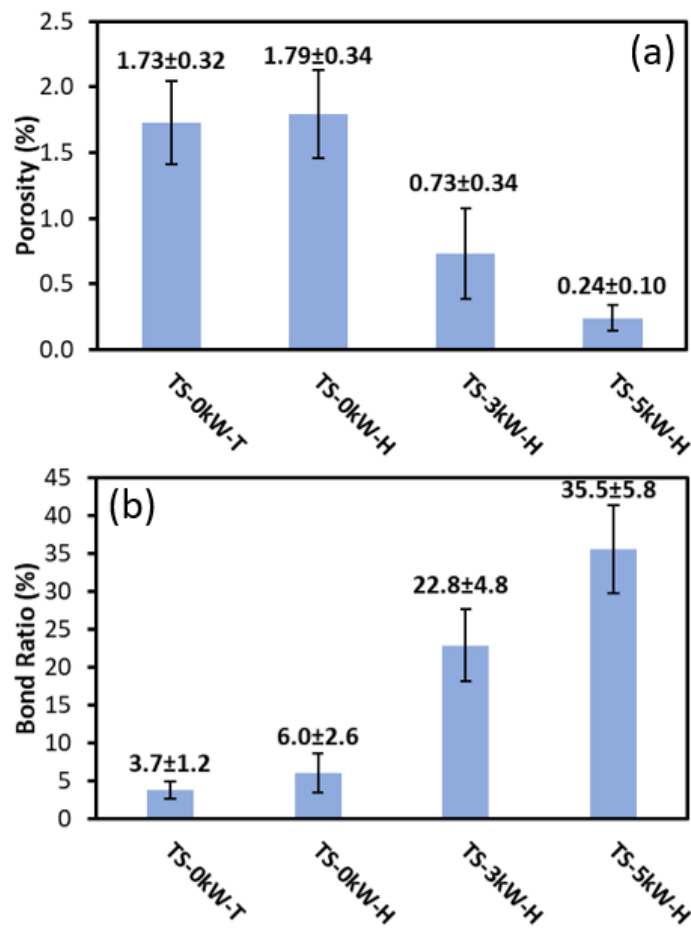 (a)
Porosity (%)
2.5
2.0
1.5
1.0
0.5
0.0
1.73±0.32
1.79±0.34
0.73±0.34
0.24±0.10
TS-0kW-T
TS-0kW-H
TS-3kW-H
TS-5kW-H
(b)
Bond Ratio (%)
45
40
35
30
25
20
15
10
5
0
3.7±1.2
6.0±2.6
22.8±4.8
35.5±5.8
TS-0kW-T
TS-0kW-H
TS-3kW-H
TS-5kW-H